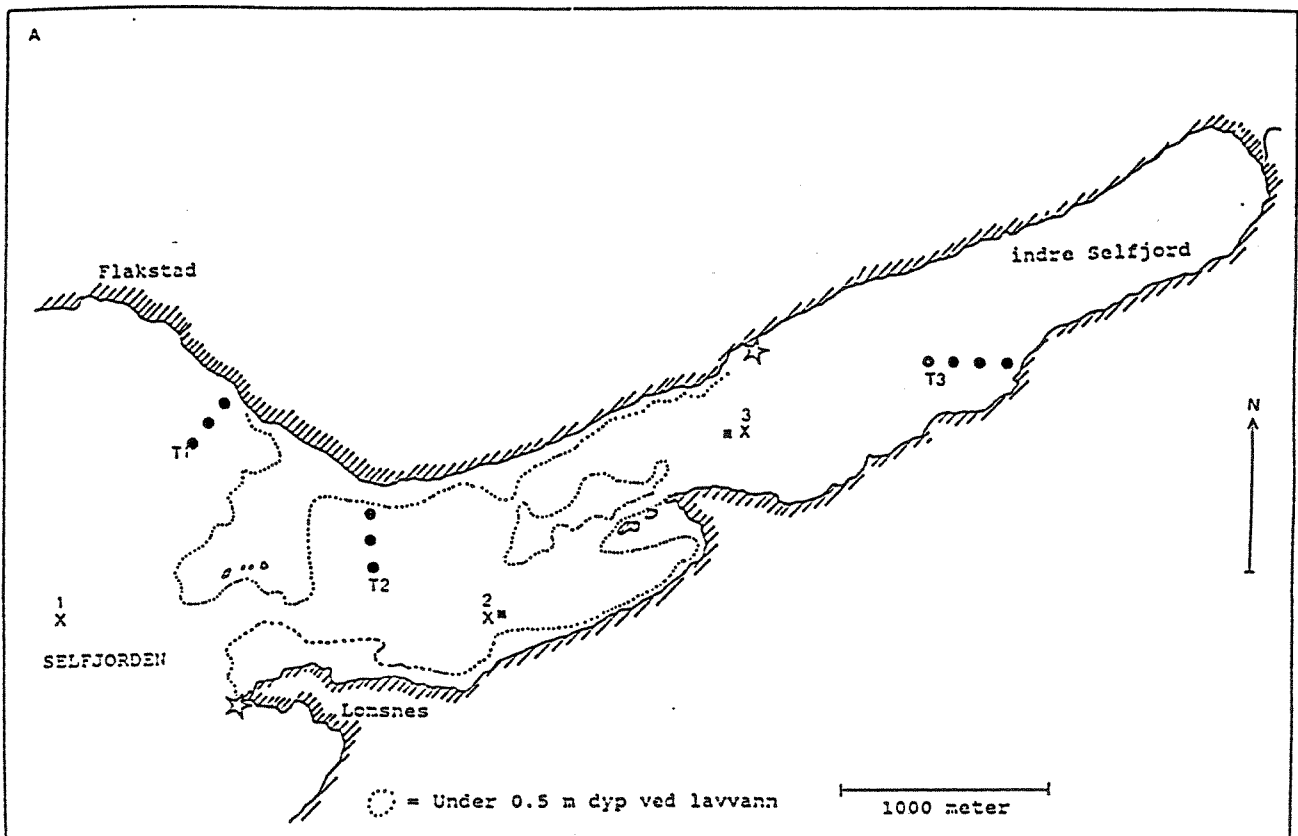 A
Flakstad
indre Selfjord
T1
T3
3
X
N
T2
1
X
2
X
SELFJORDEN
Lomsnes
= Under 0.5 m dyp ved lavvann
1000 meter